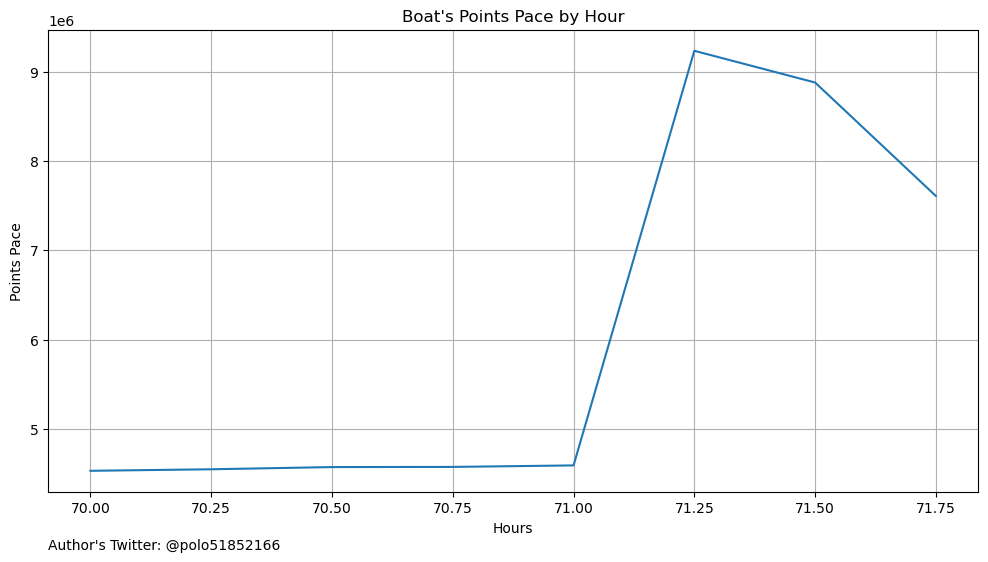 Boat's Points Pace by Hour
1e6
9
8
7
6
5
Points Pace
70.00 70.25 70.50 70.75 71.00 71.25 71.50 71.75
Hours
Author's Twitter: @polo51852166